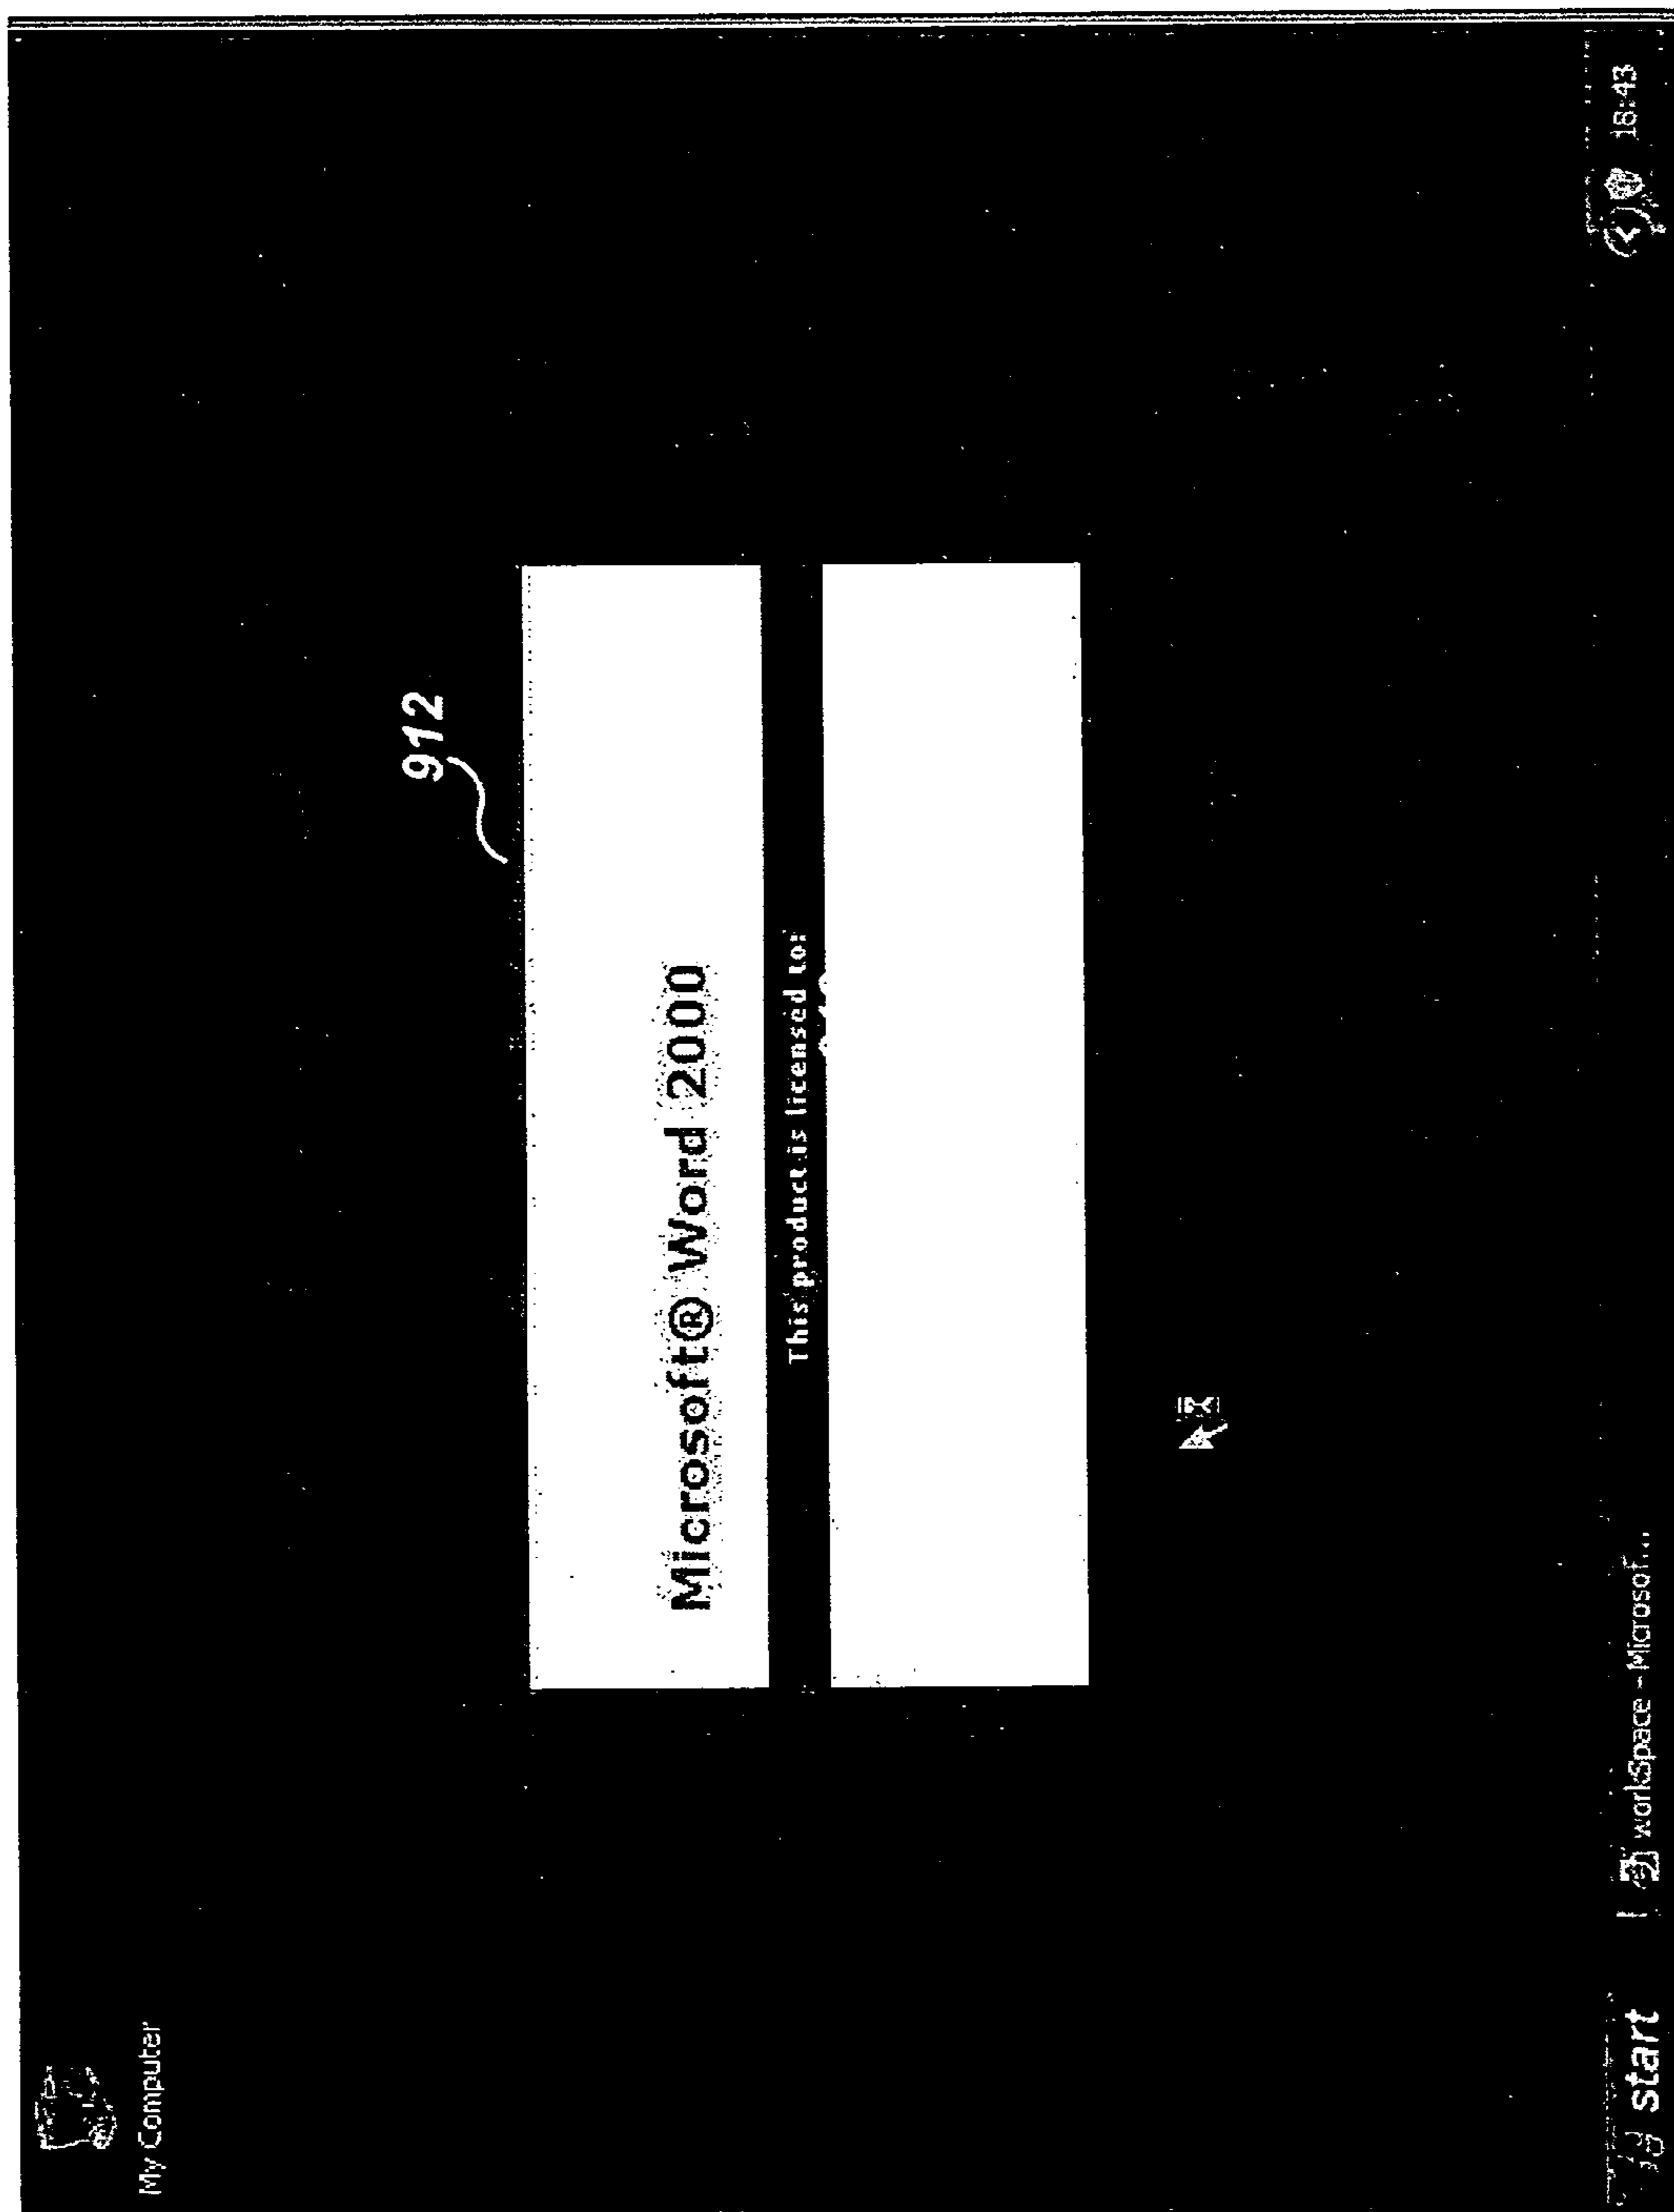 My Computer
912
Microsoft® Word 2000
This product is licensed to:
start
workSpace - Microsof...
18:43